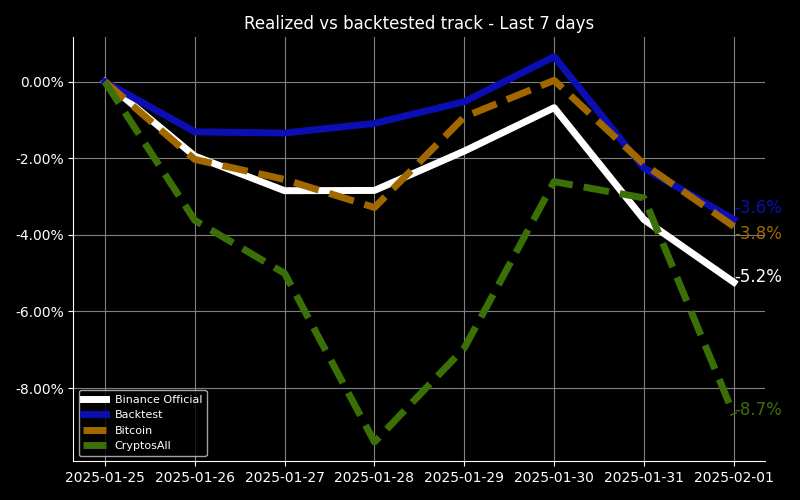 Realized vs backtested track - Last 7 days
0.00%
-2.00%
-4.00%
-6.00%
-8.00%
-3.6%
-3.8%
-5.2%
-8.7%
Binance Official
Backtest
Bitcoin
CryptosAll
2025-01-25 2025-01-26 2025-01-27 2025-01-28 2025-01-29 2025-01-30 2025-01-31 2025-02-01